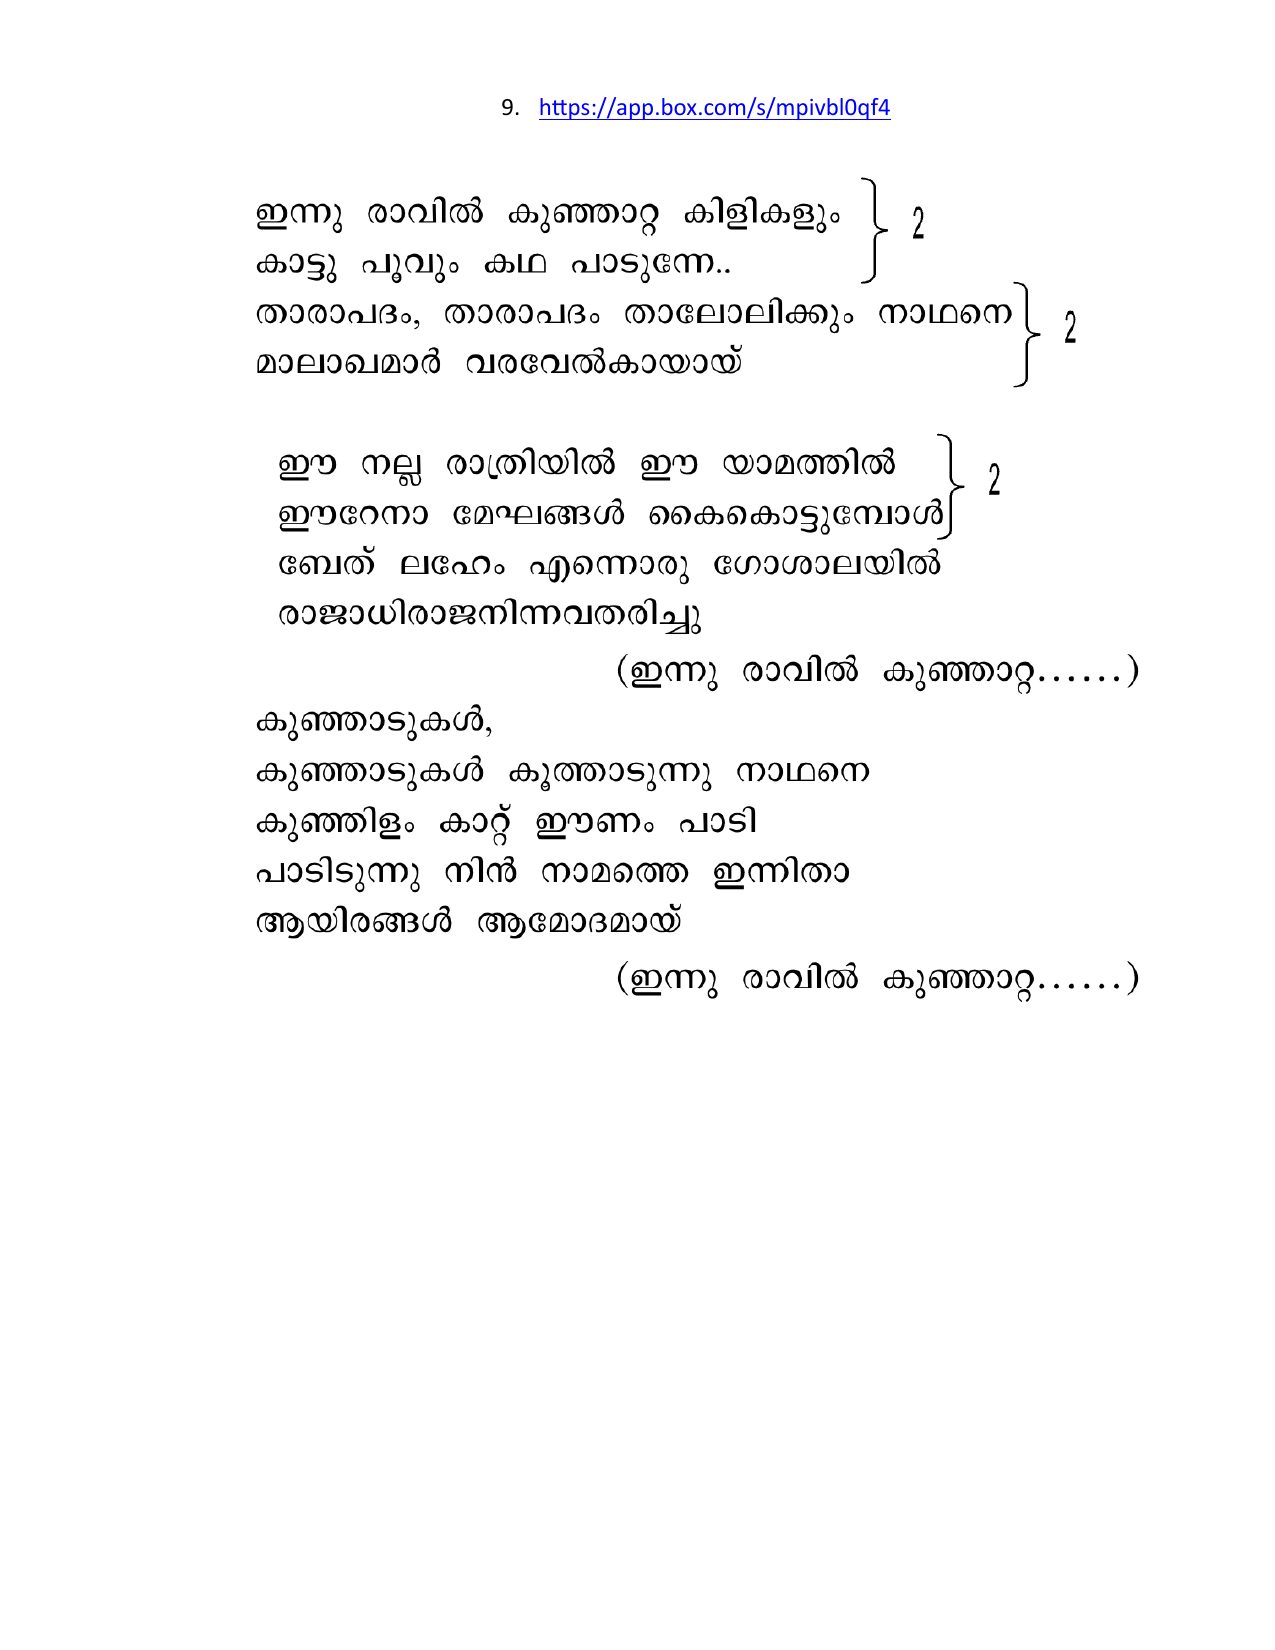 9. https://app.box.com/s/mpivbl0qf4
ഇന്നു രാവിൽ കുഞ്ഞാറ്റ കിളികളും
കാട്ടു പൂവും കഥ പാടുന്നേ.. } 2
താരാപദം, താരാപദം താലോലിക്കും നാഥനെ
മാലാഖമാർ വരവേൽകായായ് } 2
ഈ നല്ല രാത്രിയിൽ ഈ യാമത്തിൽ
ഈറേനാ മേഘങ്ങൾ കൈകൊട്ടുമ്പോൾ } 2
ബേത് ലഹേം എന്നൊരു ഗോശാലയിൽ
രാജാധിരാജനിന്നവതരിച്ചു
(ഇന്നു രാവിൽ കുഞ്ഞാറ്റ......)
കുഞ്ഞാടുകൾ,
കുഞ്ഞാടുകൾ കൂത്താടുന്നു നാഥനെ
കുഞ്ഞിളം കാറ്റ് ഈണം പാടി
പാടിടുന്നു നിൻ നാമത്തെ ഇന്നിതാ
ആയിരങ്ങൾ ആമോദമായ്
(ഇന്നു രാവിൽ കുഞ്ഞാറ്റ......)